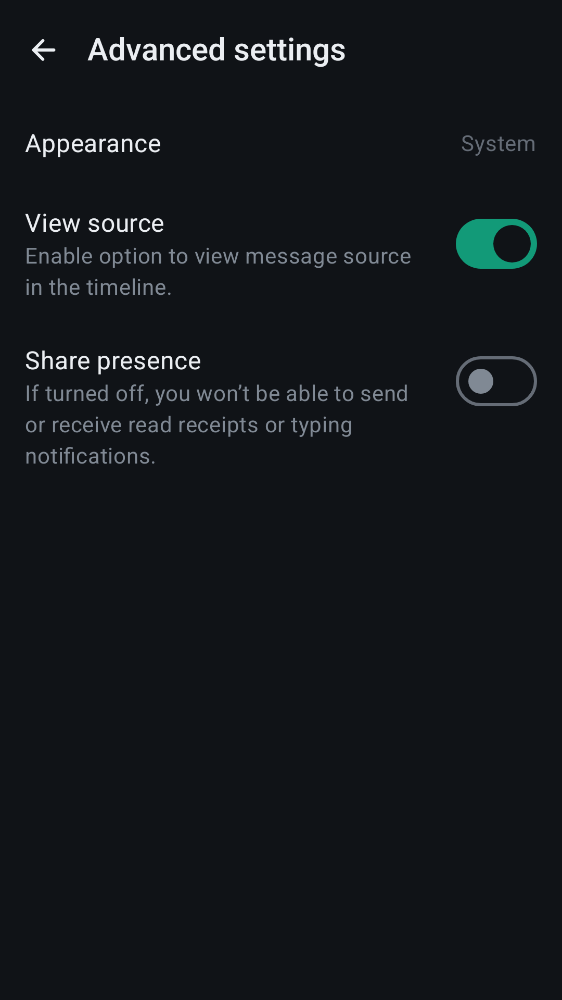 Advanced settings
Appearance
System
View source
Enable option to view message source
in the timeline.
Share presence
If turned off, you won’t be able to send
or receive read receipts or typing
notifications.